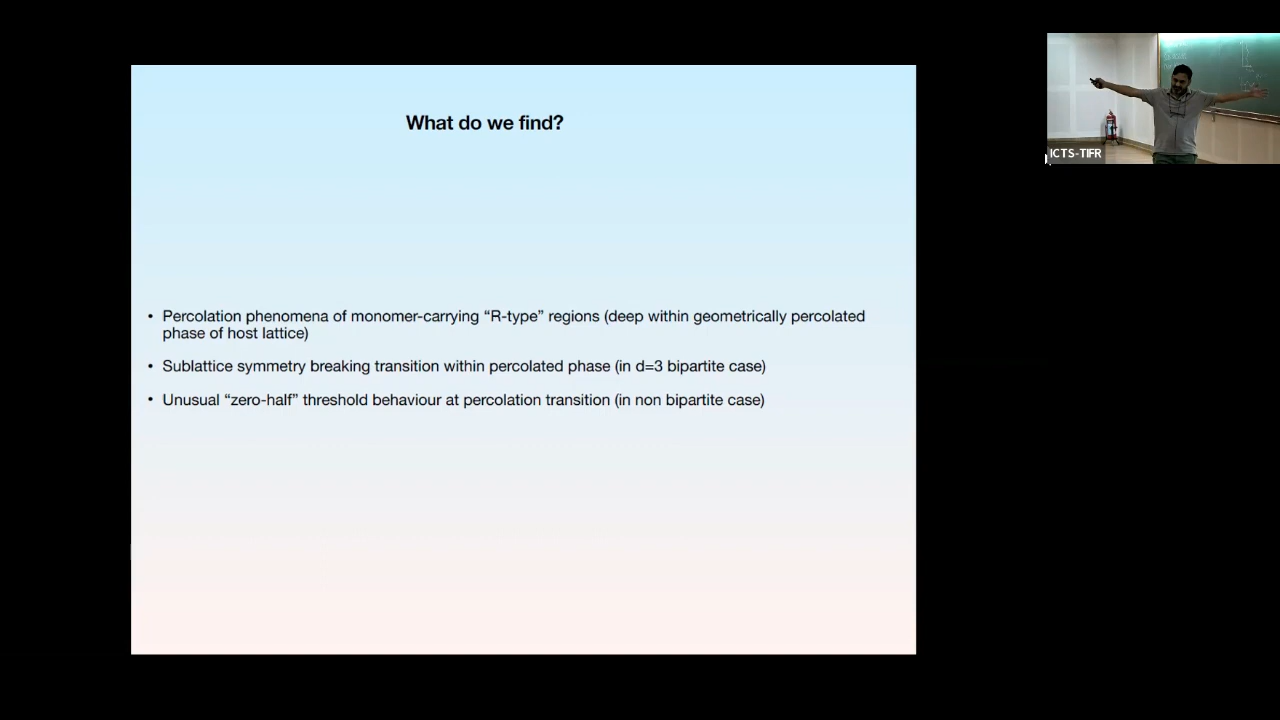 What do we find?
• Percolation phenomena of monomer-carrying “R-type” regions (deep within geometrically percolated
phase of host lattice)
• Sublattice symmetry breaking transition within percolated phase (in d=3 bipartite case)
• Unusual “zero-half” threshold behaviour at percolation transition (in non bipartite case)
ICTS-TIFR